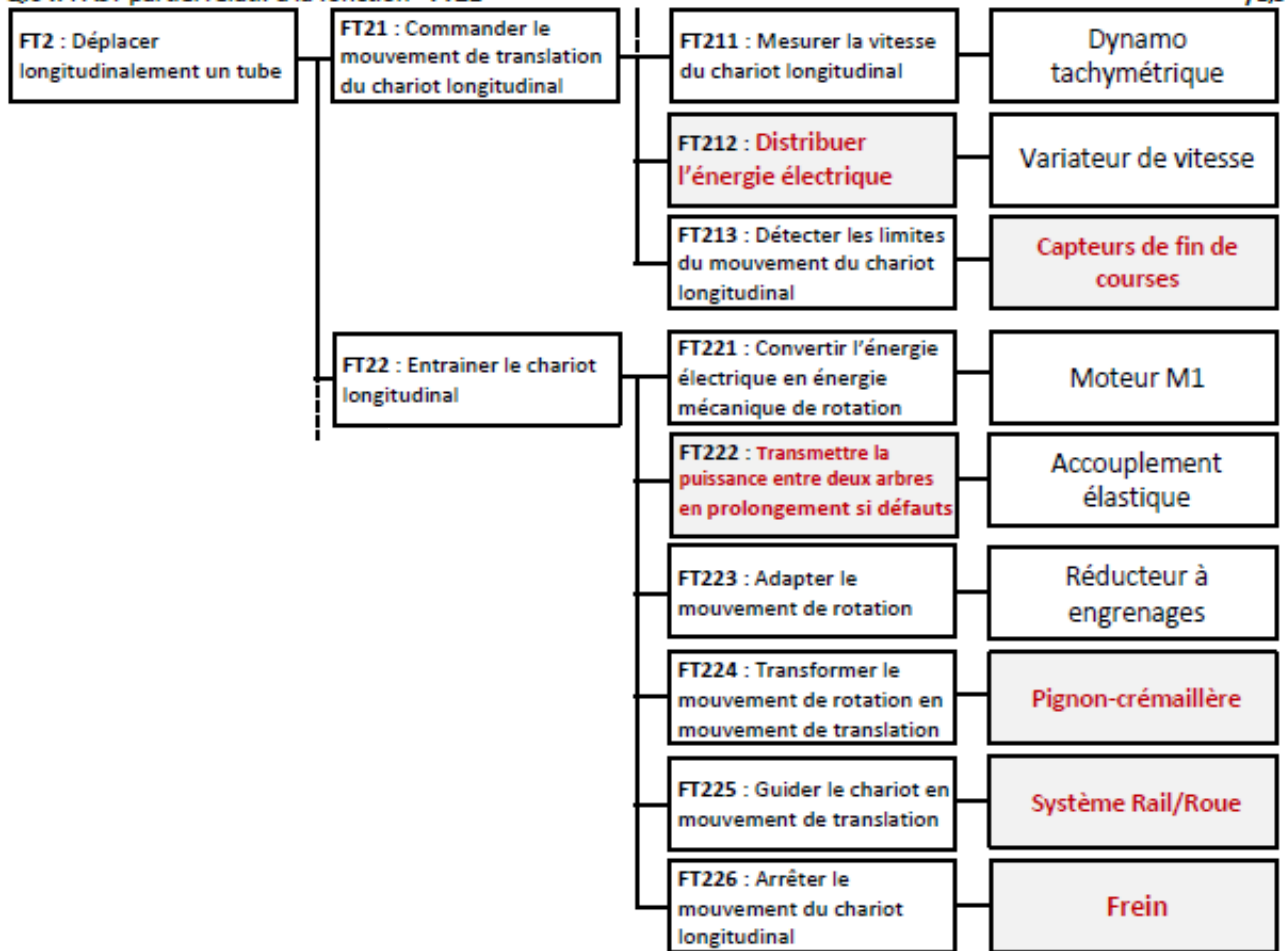 FT2 : Déplacer
longitudinalement un tube
FT21 : Commander le
mouvement de translation
du chariot longitudinal
FT211 : Mesurer la vitesse
du chariot longitudinal
Dynamo
tachymétrique
FT212 : Distribuer
l'énergie électrique
Variateur de vitesse
FT213 : Détecter les limites
du mouvement du chariot
longitudinal
Capteurs de fin de
courses
FT22 : Entrainer le chariot
longitudinal
FT221 : Convertir l'énergie
électrique en énergie
mécanique de rotation
Moteur M1
FT222 : Transmettre la
puissance entre deux arbres
en prolongement si défauts
Accouplement
élastique
FT223 : Adapter le
mouvement de rotation
Réducteur à
engrenages
FT224 : Transformer le
mouvement de rotation en
mouvement de translation
Pignon-crémaillère
FT225 : Guider le chariot en
mouvement de translation
Système Rail/Roue
FT226 : Arrêter le
mouvement du chariot
longitudinal
Frein